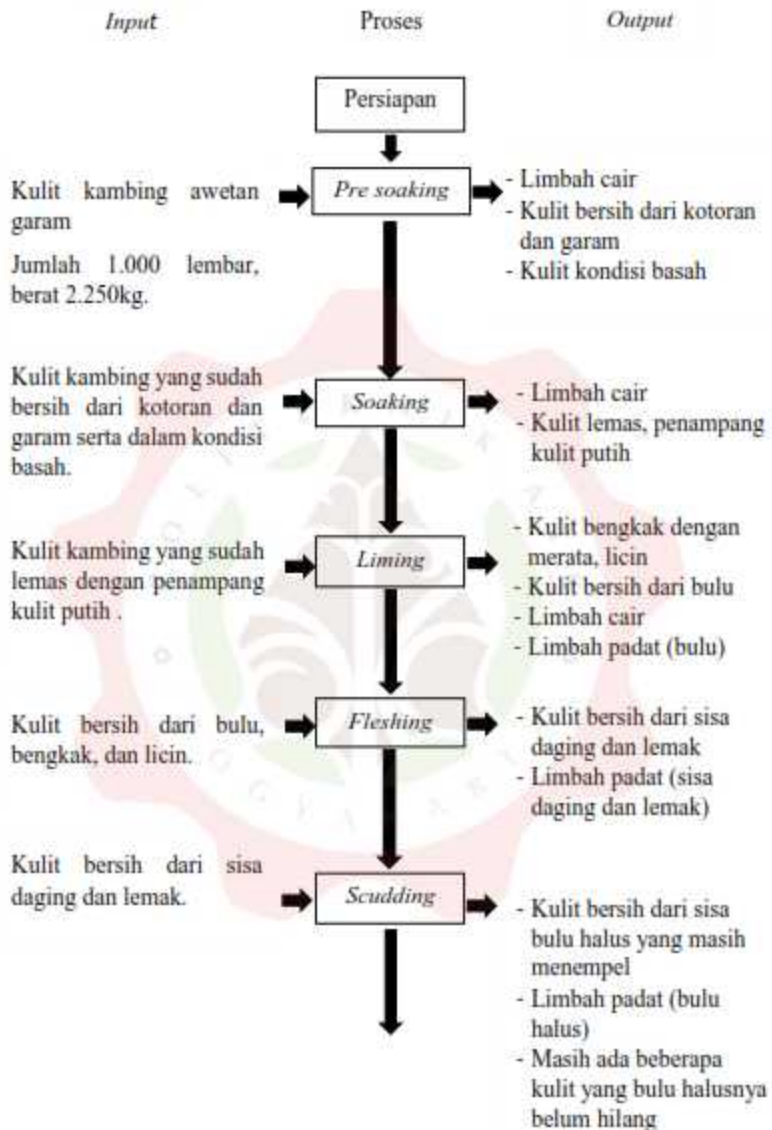 Input Proses Output
Persiapan
Kulit kambing awetan
garam
Jumlah 1.000 lembar,
berat 2.250kg.
Pre soaking
- Limbah cair
- Kulit bersih dari kotoran
dan garam
- Kulit kondisi basah
Kulit kambing yang sudah
bersih dari kotoran dan
garam serta dalam kondisi
basah.
Soaking
- Limbah cair
- Kulit lemas, penampang
kulit putih
Kulit kambing yang sudah
lemas dengan penampang
kulit putih .
Liming
- Kulit bengkak dengan
merata, licin
- Kulit bersih dari bulu
- Limbah cair
- Limbah padat (bulu)
Kulit bersih dari bulu,
bengkak, dan licin.
Fleshing
- Kulit bersih dari sisa
daging dan lemak
- Limbah padat (sisa
daging dan lemak)
Kulit bersih dari sisa
daging dan lemak.
Scudding
- Kulit bersih dari sisa
bulu halus yang masih
menempel
- Limbah padat (bulu
halus)
- Masih ada beberapa
kulit yang bulu halusnya
belum hilang